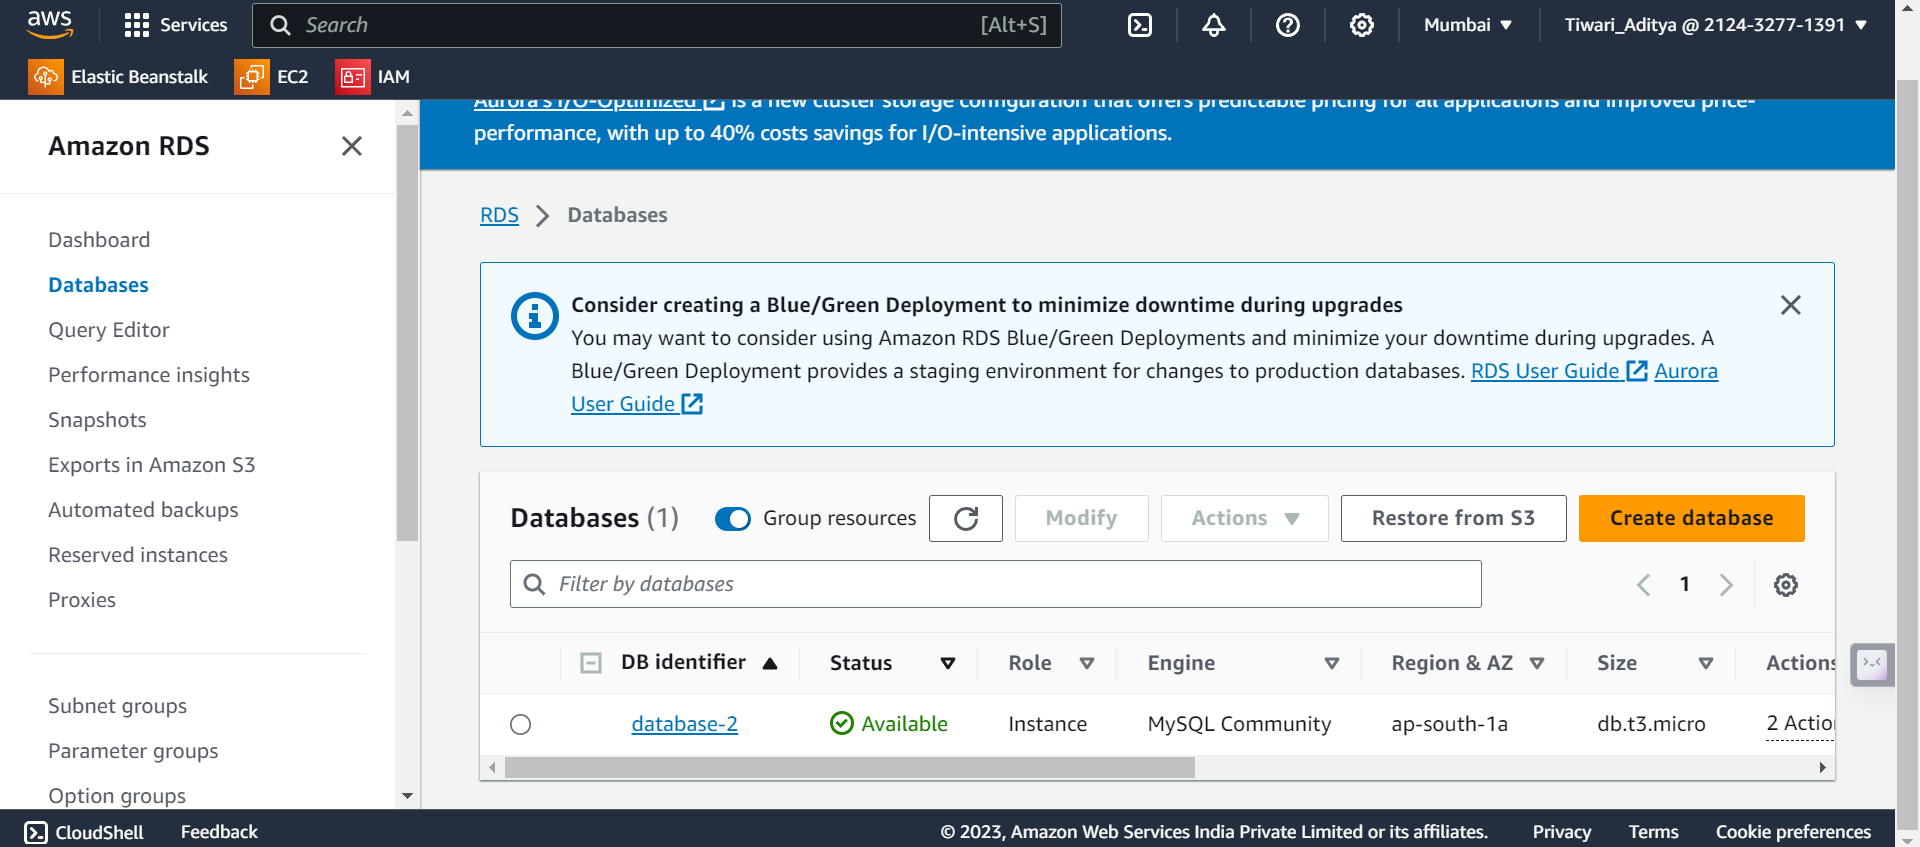 aws
Services
Search
[Alt+S]
Mumbai
Tiwari_Aditya @ 2124-3277-1391
Elastic Beanstalk
EC2
IAM
Amazon RDS
Dashboard
Databases
Query Editor
Performance insights
Snapshots
Exports in Amazon S3
Automated backups
Reserved instances
Proxies
Subnet groups
Parameter groups
Option groups
Aurora's I/O-Optimized is a new cluster storage configuration that offers predictable pricing for all applications and improved price-
performance, with up to 40% costs savings for I/O-intensive applications.
RDS > Databases
Consider creating a Blue/Green Deployment to minimize downtime during upgrades
You may want to consider using Amazon RDS Blue/Green Deployments and minimize your downtime during upgrades. A
Blue/Green Deployment provides a staging environment for changes to production databases. RDS User Guide Aurora
User Guide
Databases (1)
Group resources
Modify
Actions
Restore from S3
Create database
Filter by databases
1
DB identifier Status Role Engine Region & AZ Size Actions
database-2 Available Instance MySQL Community ap-south-1a db.t3.micro 2 Actio
CloudShell
Feedback
© 2023, Amazon Web Services India Private Limited or its affiliates.
Privacy
Terms
Cookie preferences